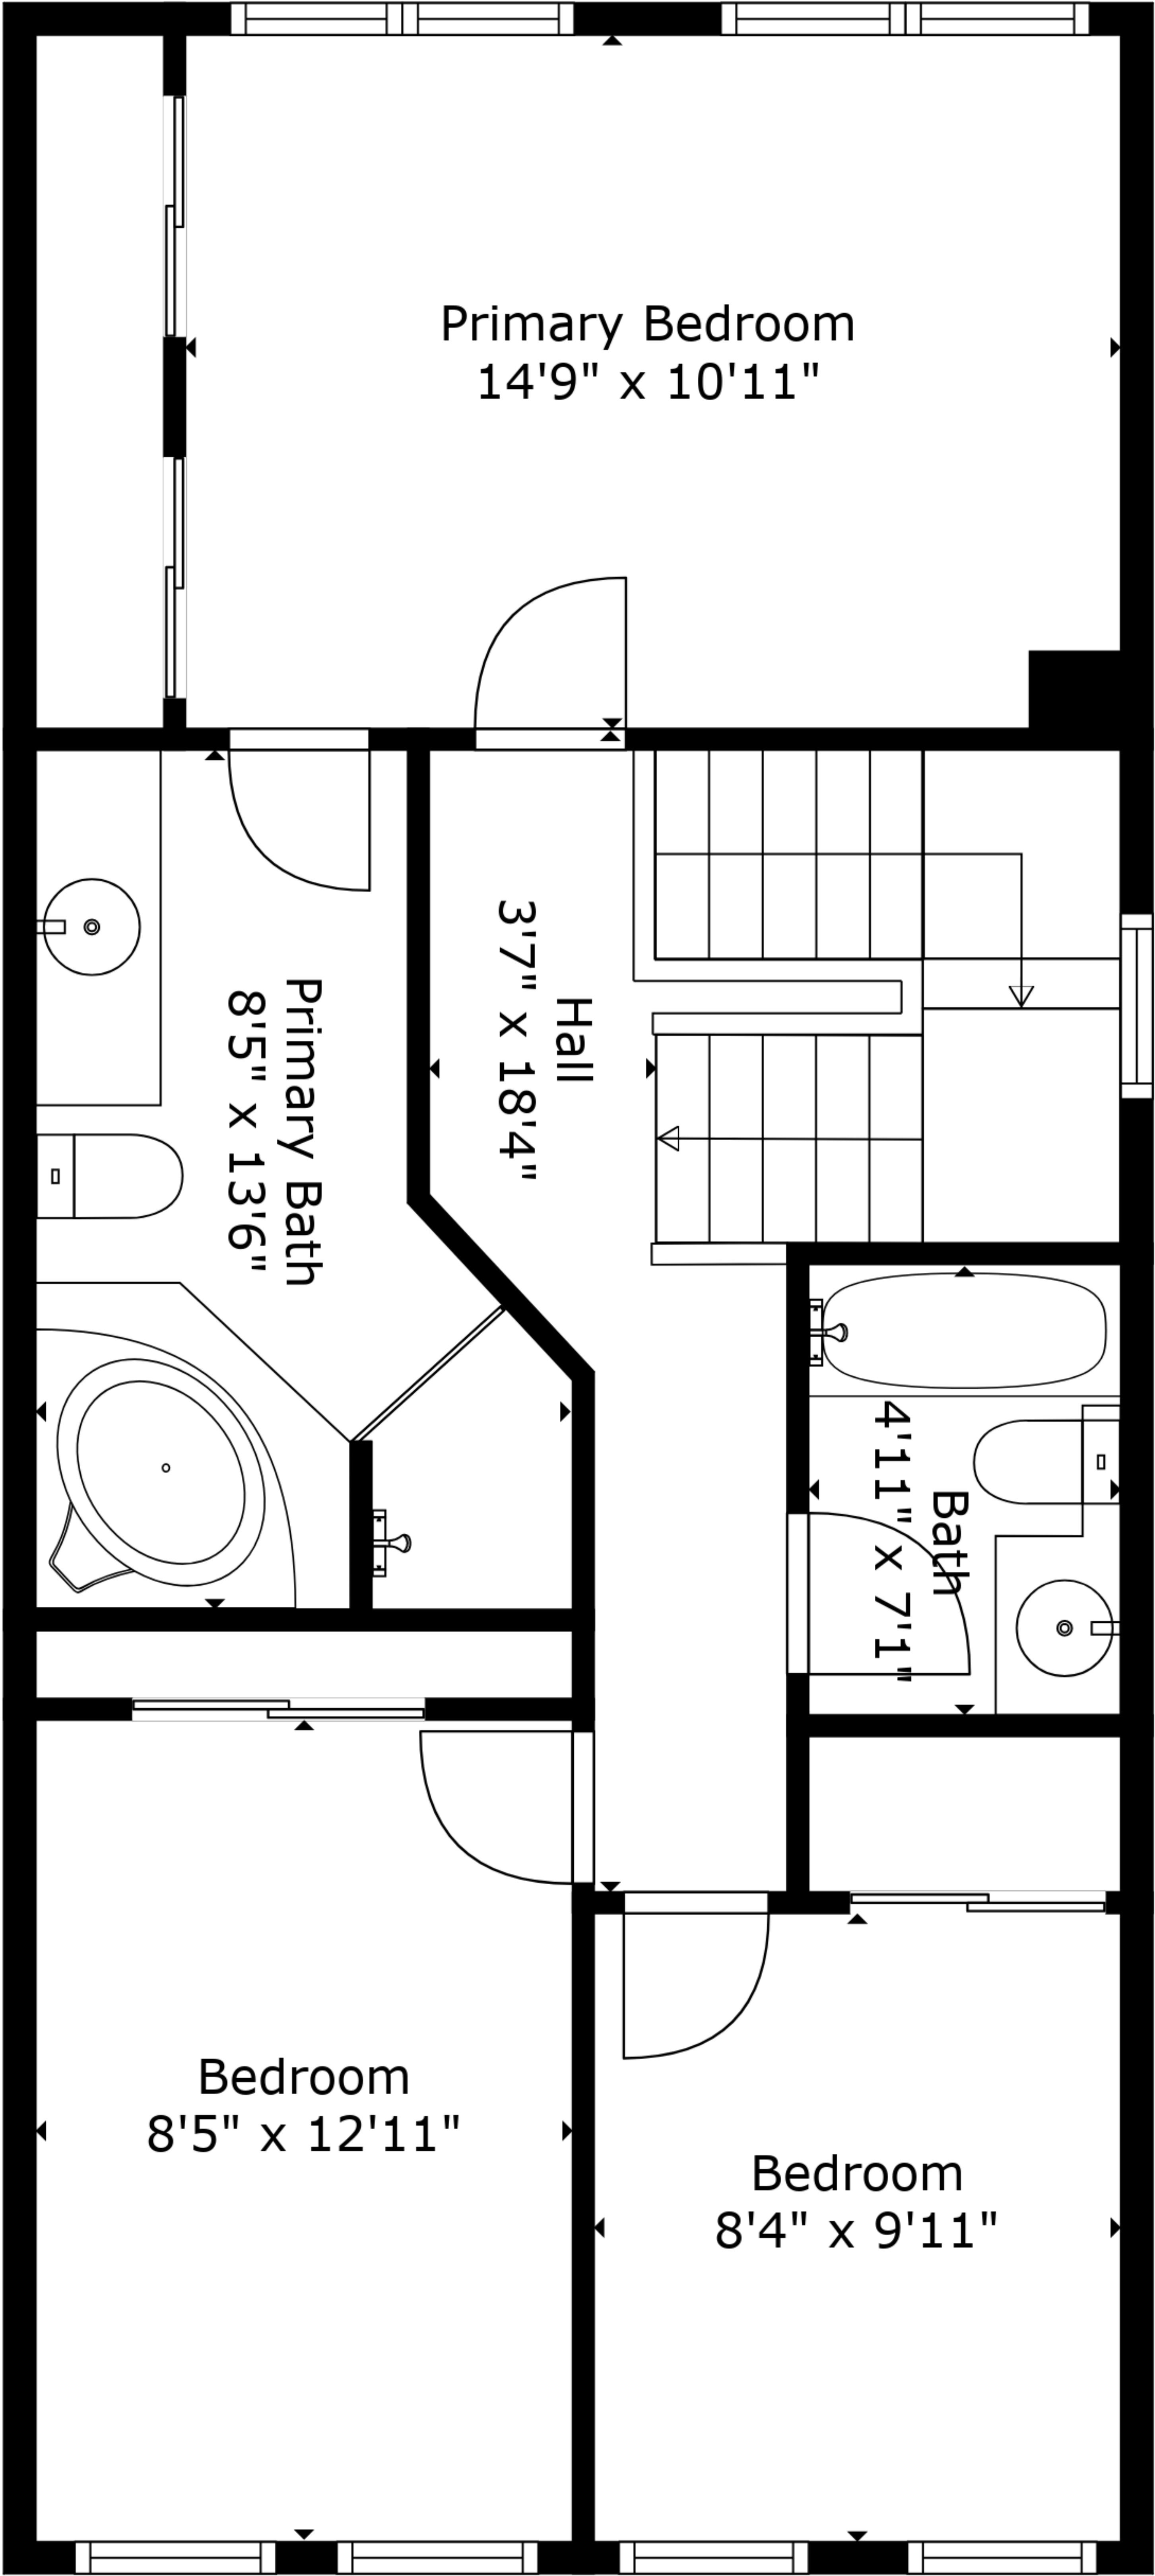 Primary Bedroom
14'9" x 10'11"
Primary Bath
8'5" x 13'6"
Hall
3'7" x 18'4"
Bath
4'11" x 7'1"
Bedroom
8'5" x 12'11"
Bedroom
8'4" x 9'11"